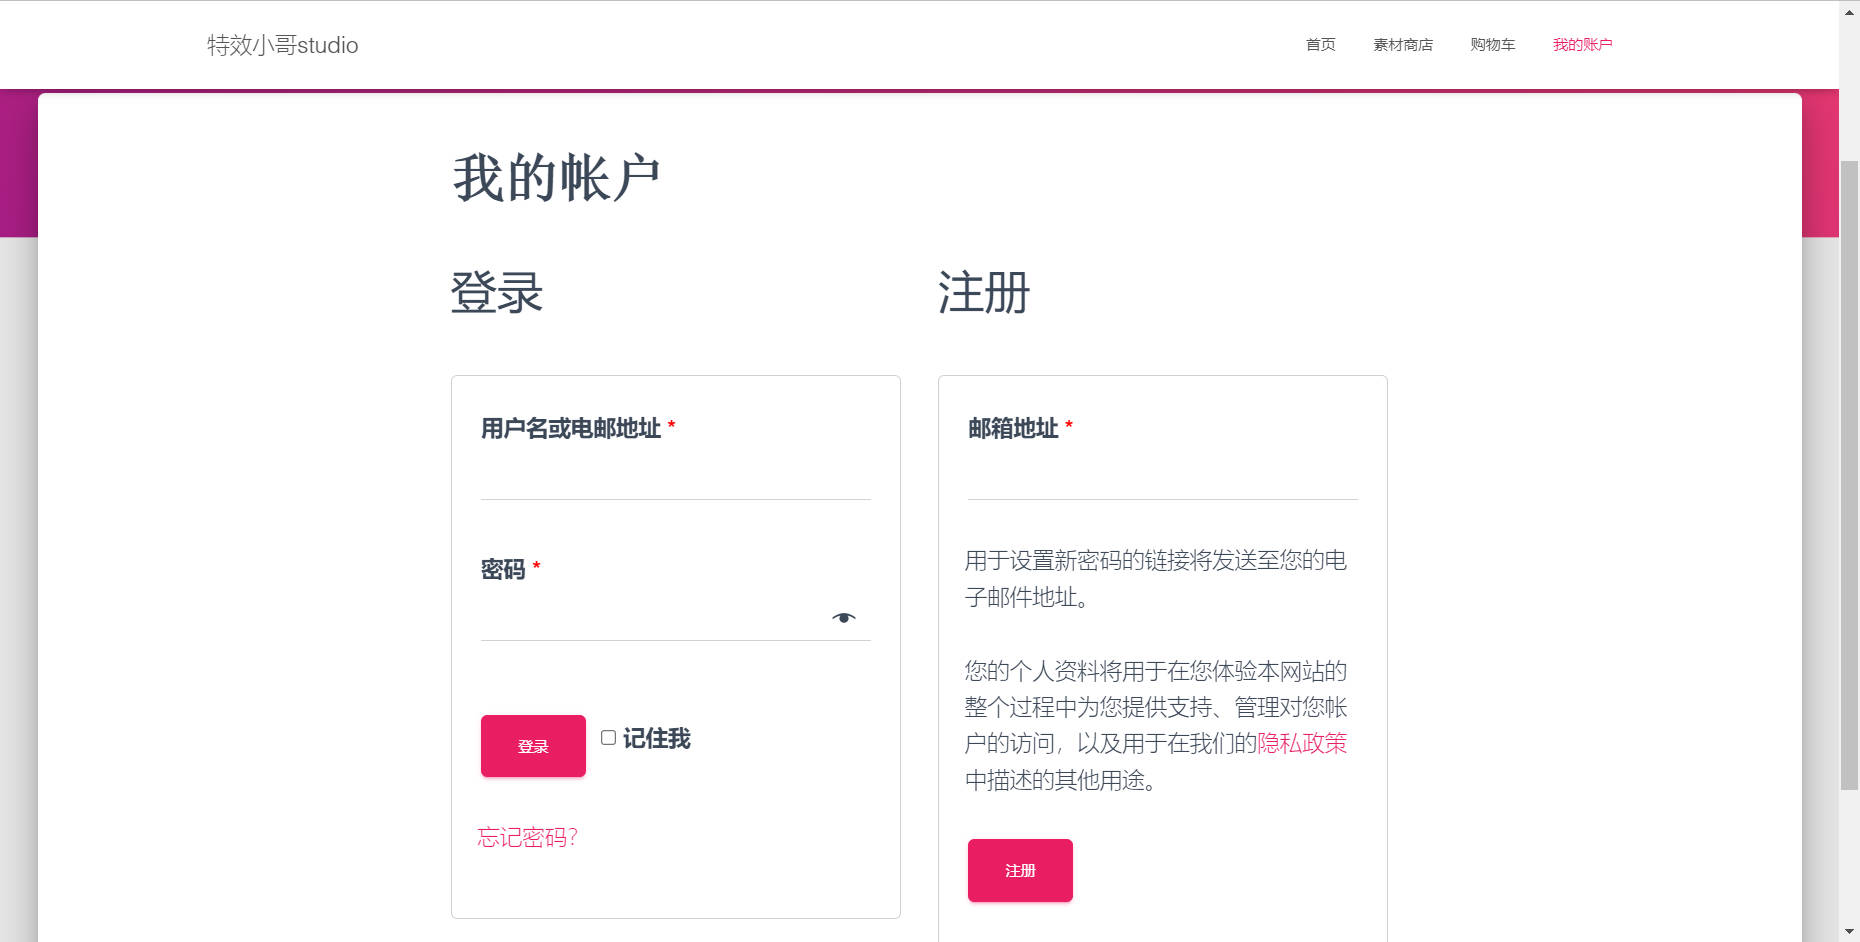 特效小哥studio
首页
素材商店
购物车
我的账户
我的帐户
登录
用户名或电邮地址 *
密码 *
登录
记住我
忘记密码?
注册
邮箱地址 *
用于设置新密码的链接将发送至您的电
子邮件地址。
您的个人资料将用于在您体验本网站的
整个过程中为您提供支持、管理对您帐
户的访问，以及用于在我们的隐私政策
中描述的其他用途。
注册